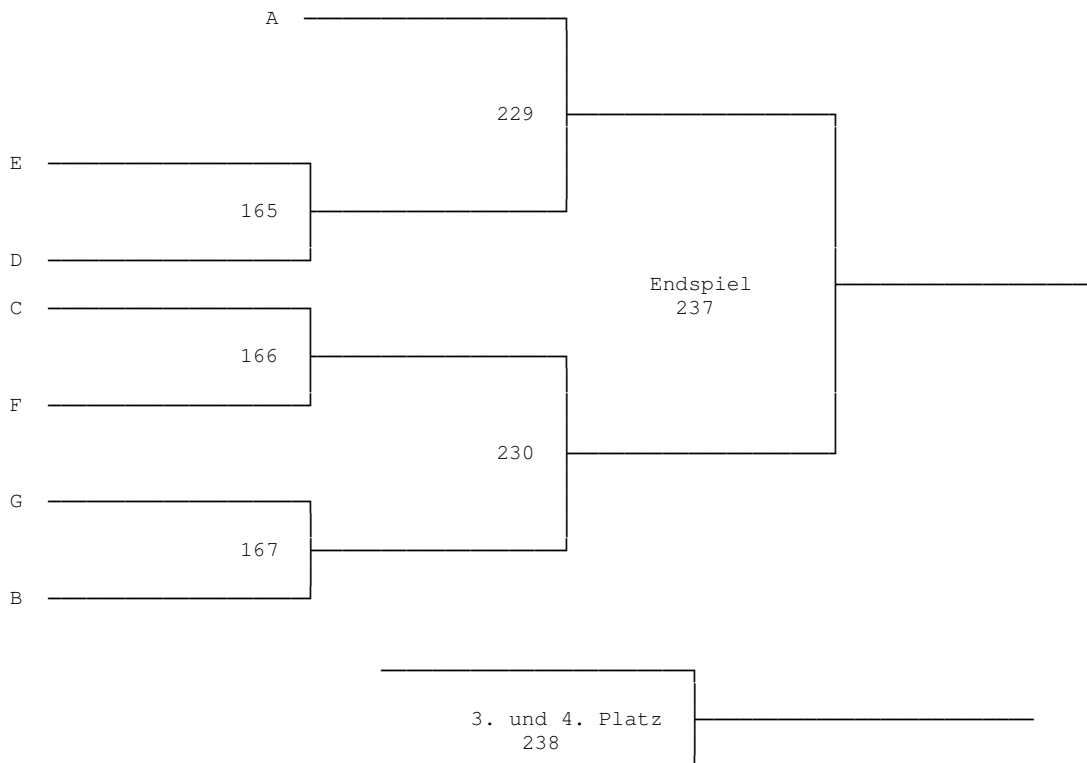 A
229
E
165
D
Endspiel
C
237
166
F
230
G
167
B
3. und 4. Platz
238